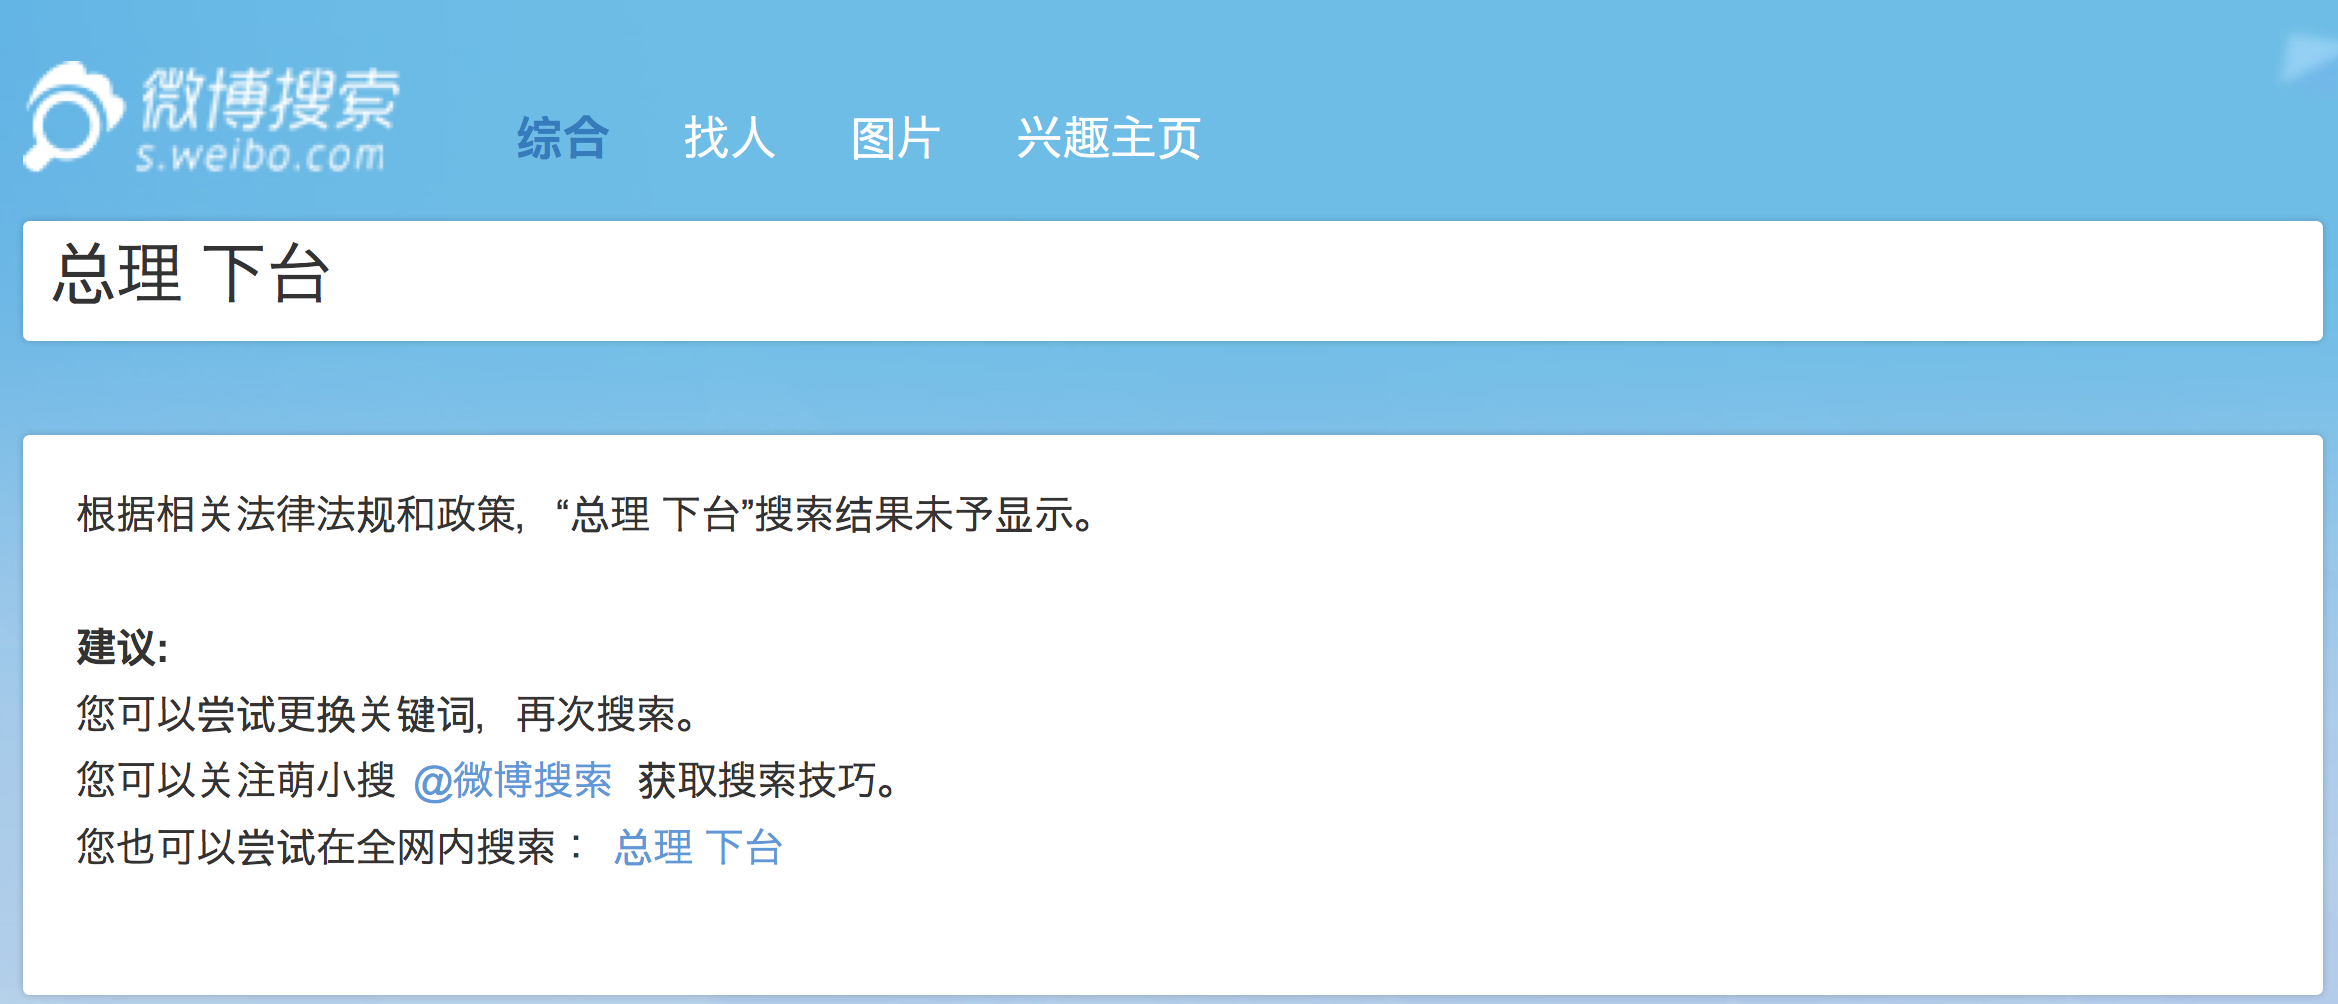 微博搜索
s.weibo.com
综合 找人 图片 兴趣主页
总理 下台
根据相关法律法规和政策，“总理 下台”搜索结果未予显示。
建议:
您可以尝试更换关键词，再次搜索。
您可以关注萌小搜 @微博搜索 获取搜索技巧。
您也可以尝试在全网内搜索： 总理 下台